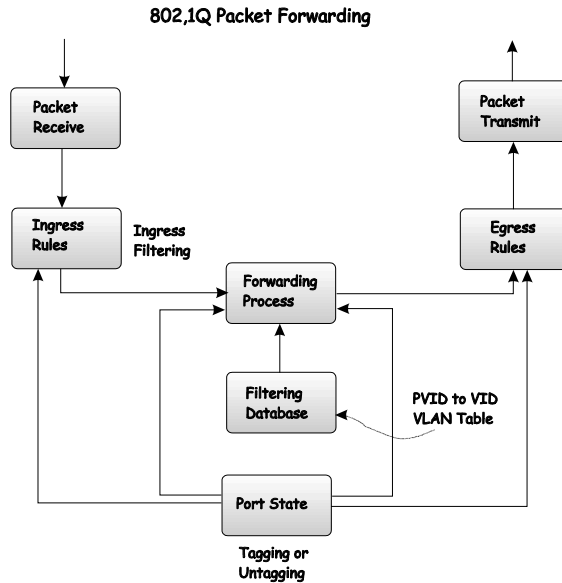 802,1Q Packet Forwarding
Packet
Receive
Packet
Transmit
Ingress
Rules
Ingress
Filtering
Egress
Rules
Forwarding
Process
Filtering
Database
PVID to VID
VLAN Table
Port State
Tagging or
Untagging